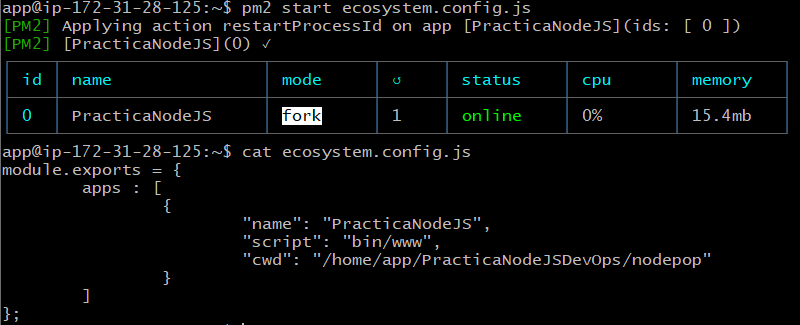 app@ip-172-31-28-125:~$ pm2 start ecosystem.config.js
[PM2] Applying action restartProcessId on app [PracticaNodeJS](ids: [ 0 ])
[PM2] [PracticaNodeJS](0) ✓
id name mode ↺ status cpu memory
0 PracticaNodeJS fork 1 online 0% 15.4mb
app@ip-172-31-28-125:~$ cat ecosystem.config.js
module.exports = {
apps : [
{
"name": "PracticaNodeJS",
"script": "bin/www",
"cwd": "/home/app/PracticaNodeJSDevOps/nodepop"
}
]
};